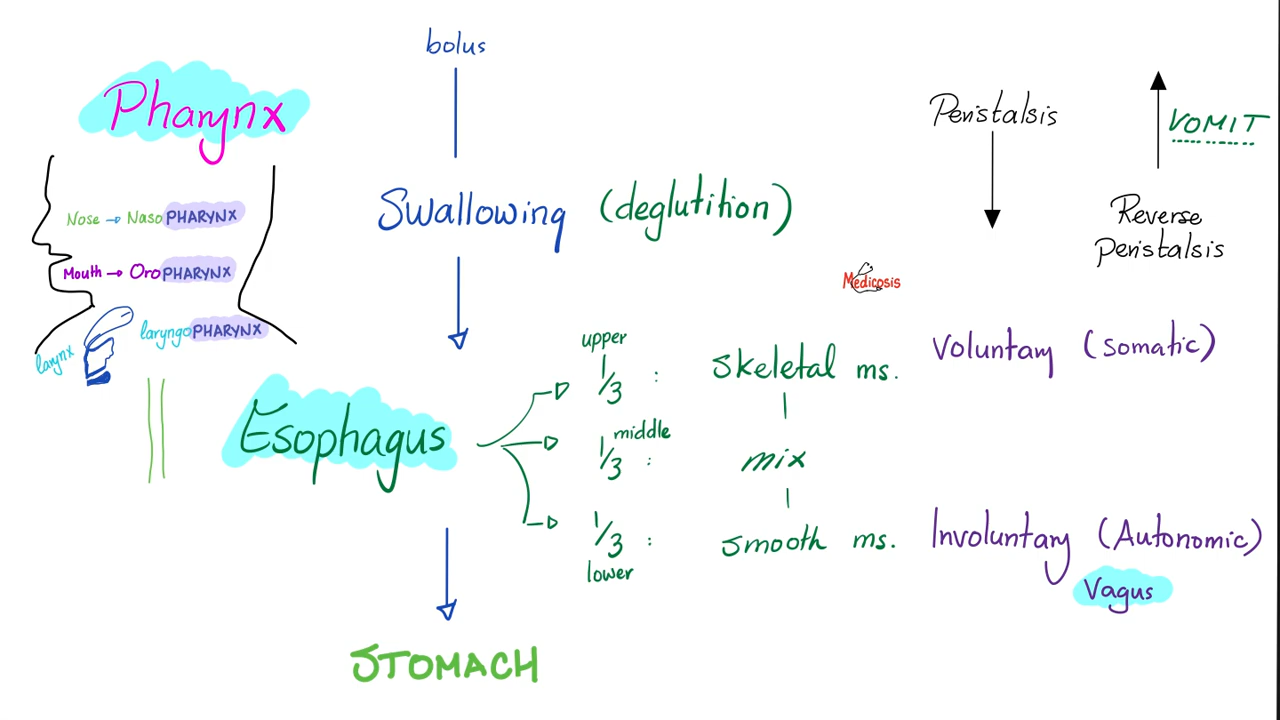 bolus
Pharynx
Peristalsis
VOMIT
Swallowing (deglutition)
Reverse
peristalsis
Nose → NasoPHARYNX
Mouth → OroPHARYNX
laryngoPHARYNX
larynx
Medicosis
Esophagus
upper
1/3 : skeletal ms. Voluntary (somatic)
1/3 middle : mix
1/3 : smooth ms. Involuntary (Autonomic)
lower
Vagus
STOMACH